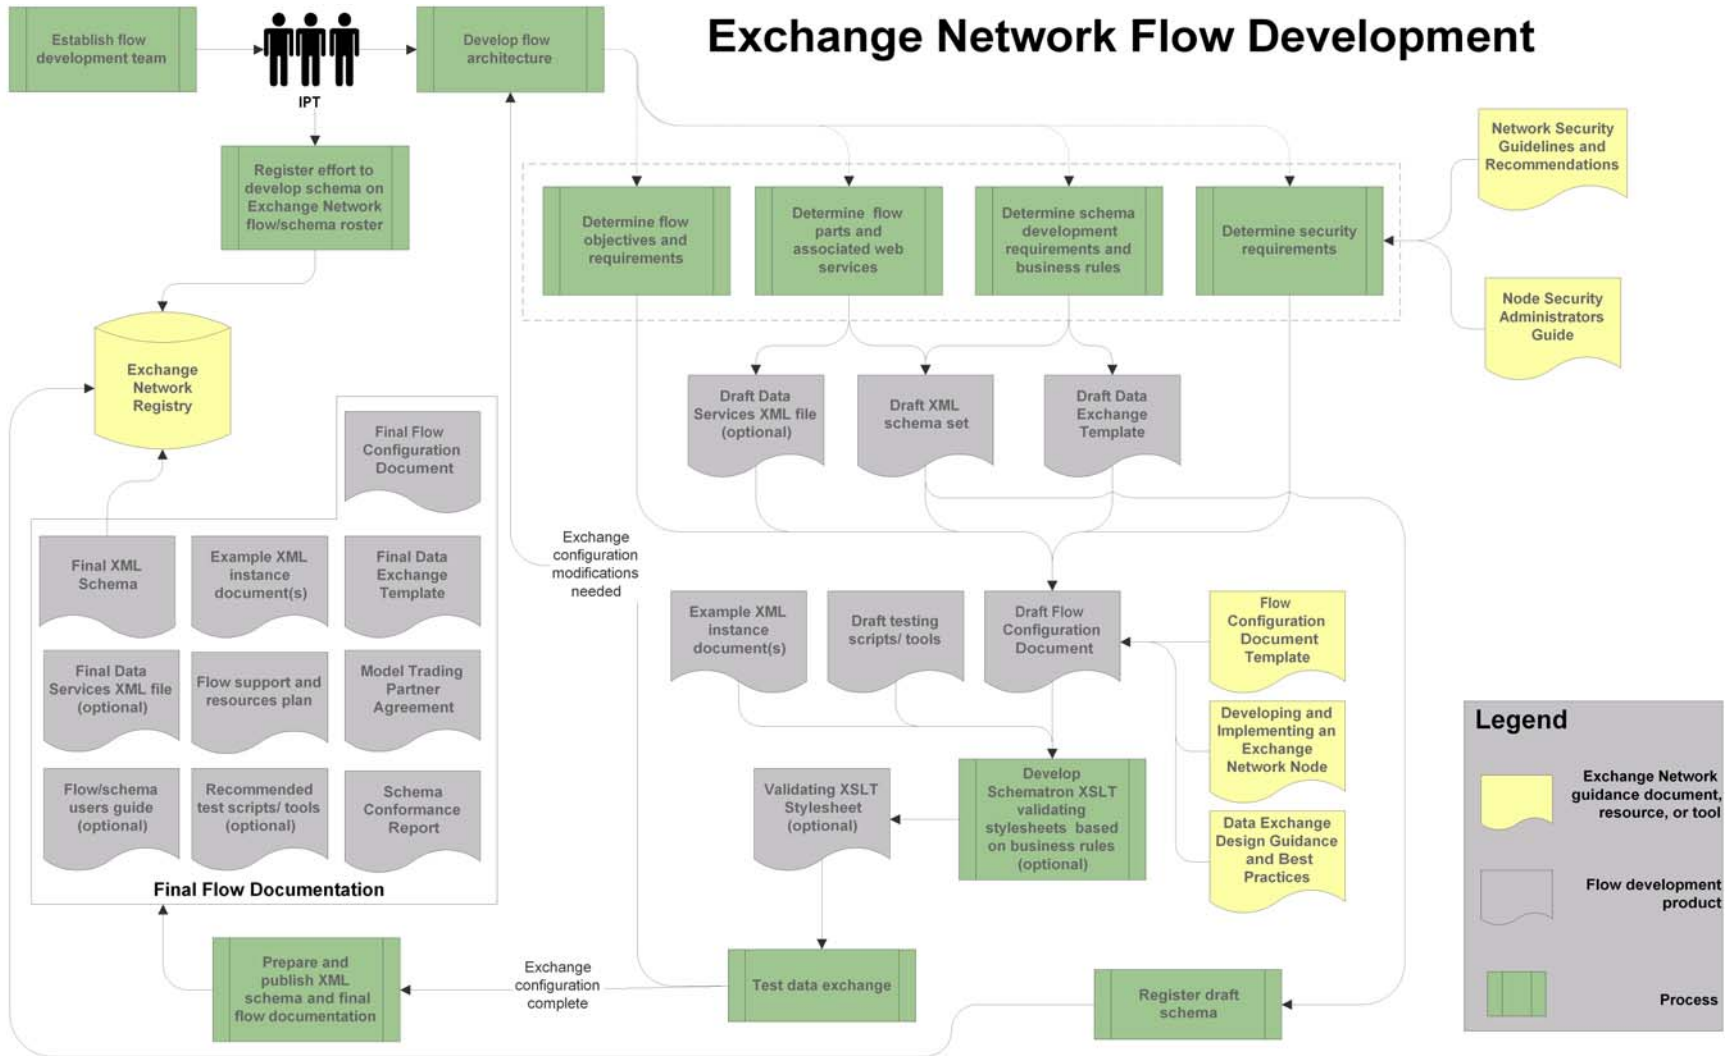 Exchange Network Flow Development
Establish flow
development team
IPT
Develop flow
architecture
Register effort to
develop schema on
Exchange Network
flow/schema roster
Network Security
Guidelines and
Recommendations
Determine flow
objectives and
requirements
Determine flow
parts and
associated web
services
Determine schema
development
requirements and
business rules
Determine security
requirements
Node Security
Administrators
Guide
Exchange
Network
Registry
Draft Data
Services XML file
(optional)
Draft XML
schema set
Draft Data
Exchange
Template
Final Flow
Configuration
Document
Final XML
Schema
Example XML
instance
document(s)
Final Data
Exchange
Template
Final Data
Services XML file
(optional)
Flow support and
resources plan
Model Trading
Partner
Agreement
Flow/schema
users guide
(optional)
Recommended
test scripts/ tools
(optional)
Schema
Conformance
Report
Final Flow Documentation
Exchange
configuration
modifications
needed
Example XML
instance
document(s)
Draft testing
scripts/ tools
Draft Flow
Configuration
Document
Flow
Configuration
Document
Template
Developing and
Implementing an
Exchange
Network Node
Data Exchange
Design Guidance
and Best
Practices
Validating XSLT
Stylesheet
(optional)
Develop
Schematron XSLT
validating
stylesheets based
on business rules
(optional)
Prepare and
publish XML
schema and final
flow documentation
Exchange
configuration
complete
Test data exchange
Register draft
schema
Legend
Exchange Network
guidance document,
resource, or tool
Flow development
product
Process